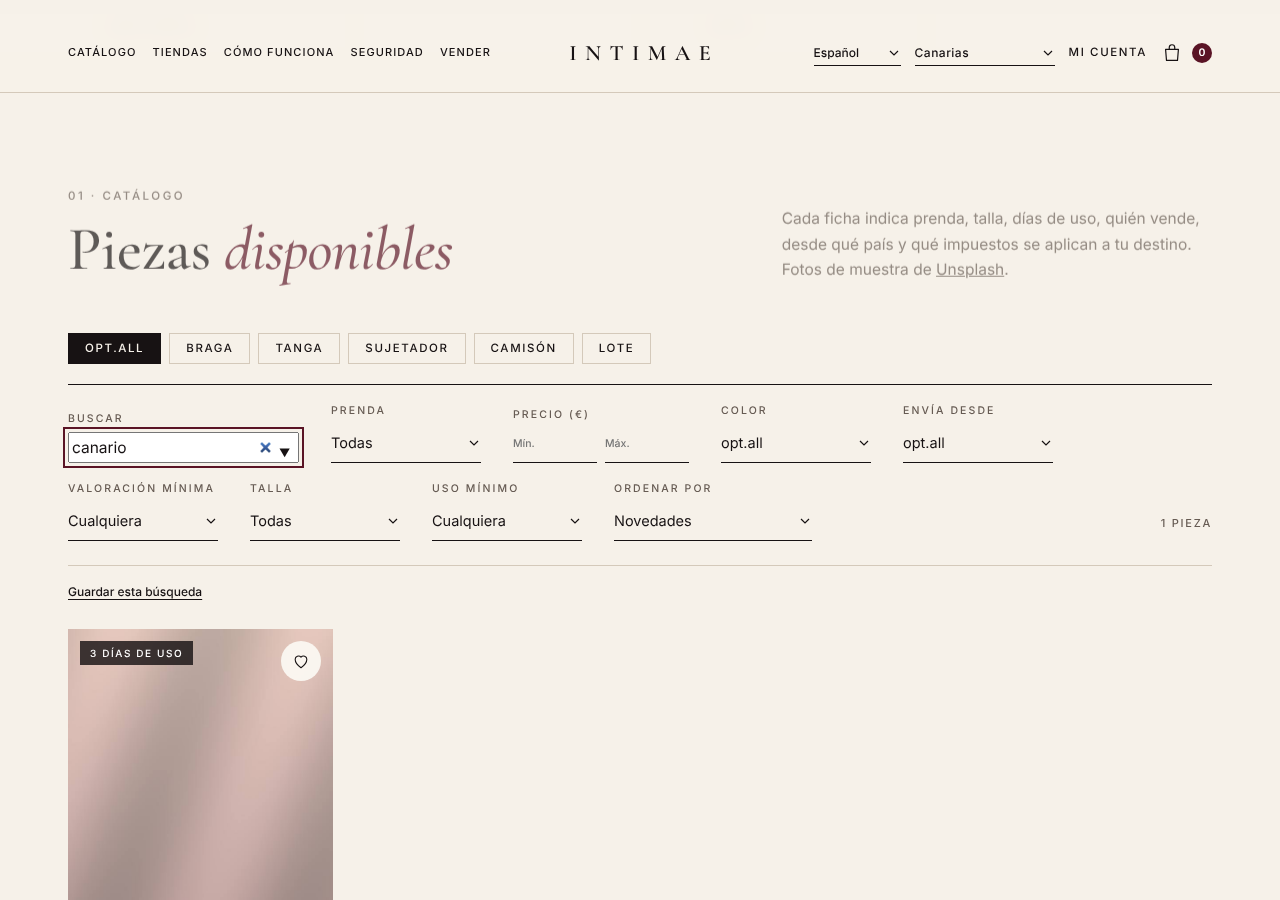 CATÁLOGO TIENDAS CÓMO FUNCIONA SEGURIDAD VENDER
INTIMAE
Español Canarias MI CUENTA 0
01 · CATÁLOGO
Piezas disponibles
Cada ficha indica prenda, talla, días de uso, quién vende,
desde qué país y qué impuestos se aplican a tu destino.
Fotos de muestra de Unsplash.
OPT.ALL BRAGA TANGA SUJETADOR CAMISÓN LOTE
BUSCAR PRENDA PRECIO (€) COLOR ENVÍA DESDE
canario Todas Mín. Máx. opt.all opt.all
VALORACIÓN MÍNIMA TALLA USO MÍNIMO ORDENAR POR
Cualquiera Todas Cualquiera Novedades 1 PIEZA
Guardar esta búsqueda
3 DÍAS DE USO